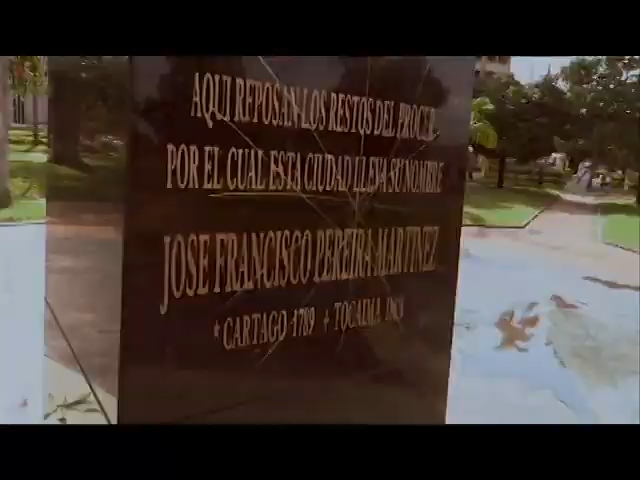 AQUI REPOSAN LOS RESTOS DEL PROCER
POR EL CUAL ESTA CIUDAD LLEVA SU NOMBRE
JOSE FRANCISCO PEREIRA MARTINEZ
* CARTAGO 1789 + TOCAIMA